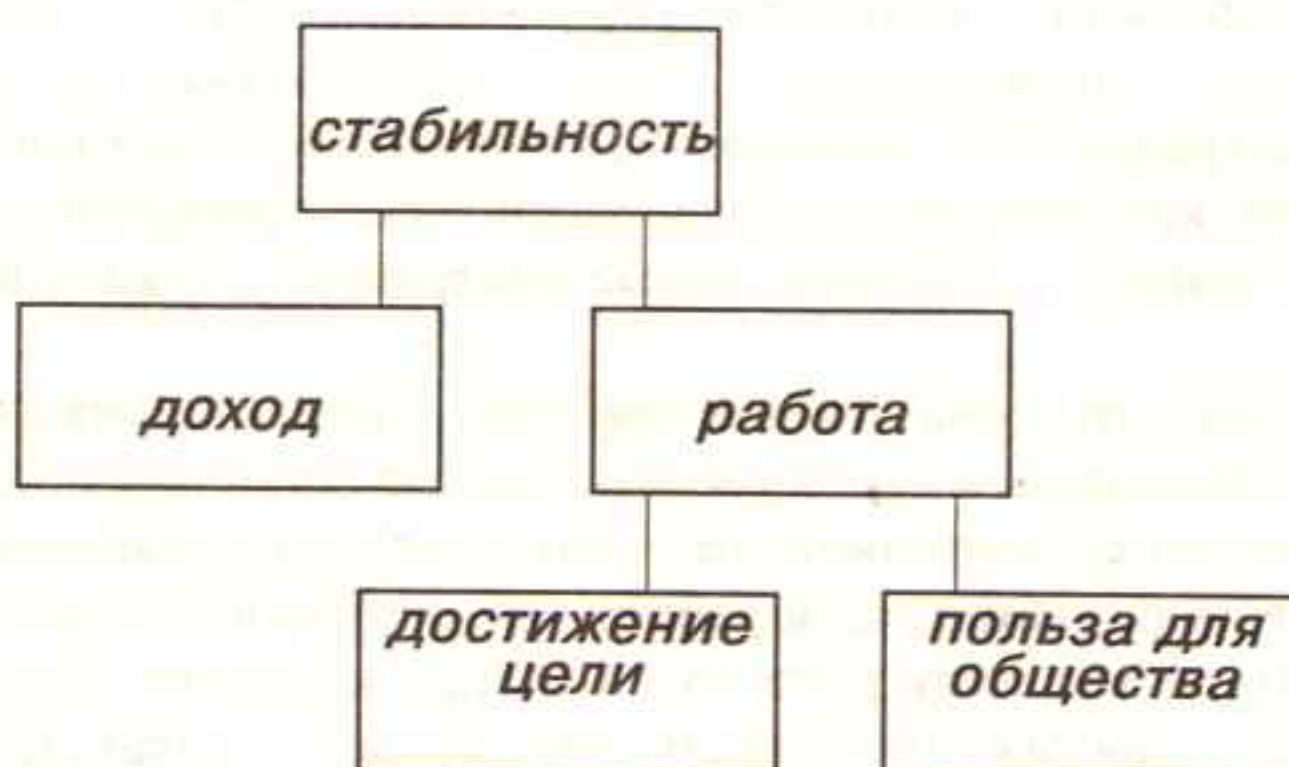 стабильность
доход
работа
достижение
цели
польза для
общества